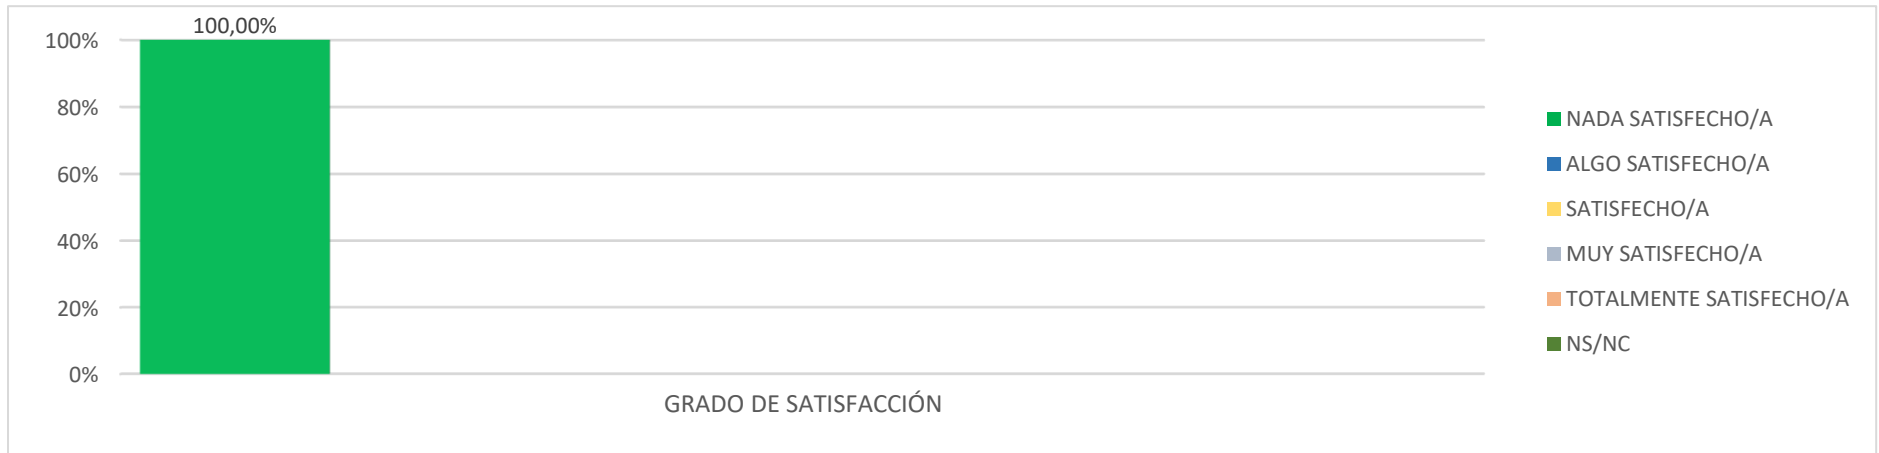 100,00%
100%
80%
60%
40%
20%
0%
GRADO DE SATISFACCIÓN
NADA SATISFECHO/A
ALGO SATISFECHO/A
SATISFECHO/A
MUY SATISFECHO/A
TOTALMENTE SATISFECHO/A
NS/NC